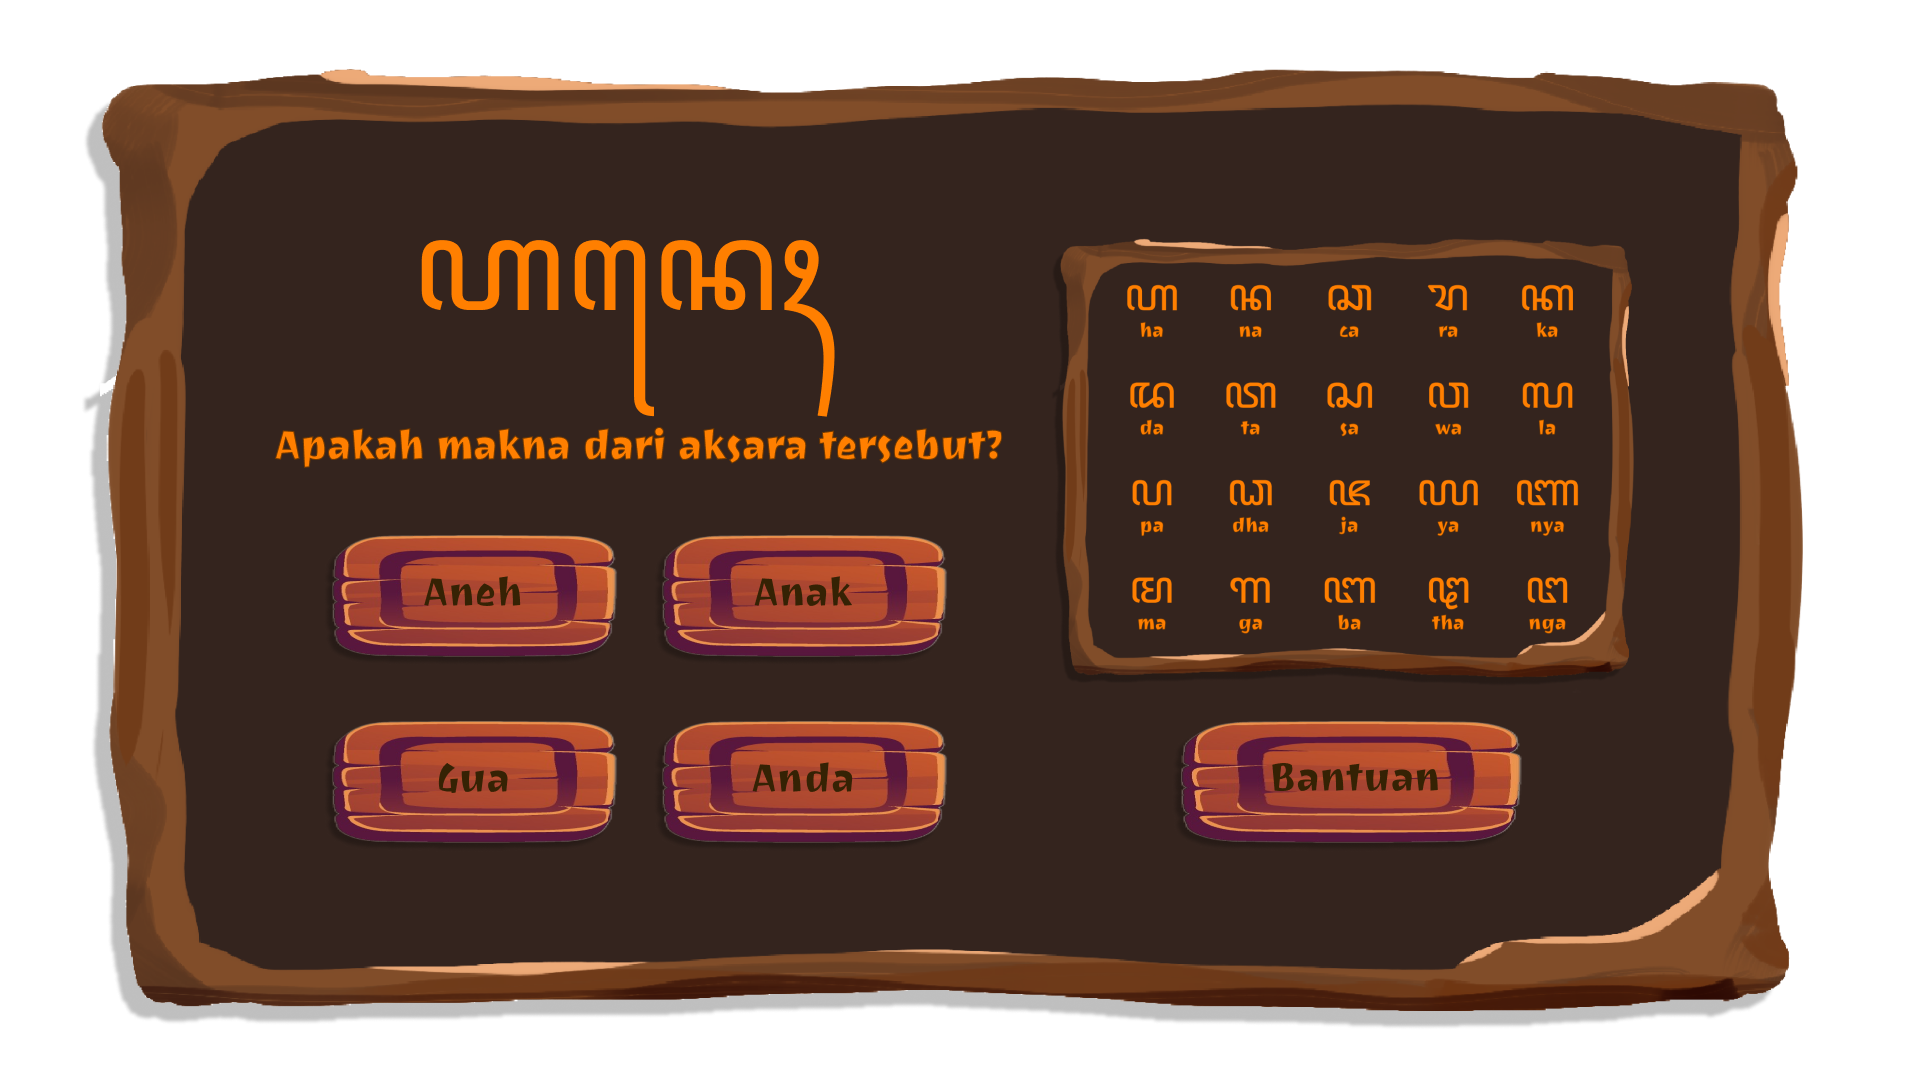 Apakah makna dari aksara tersebut?
Aneh
Anak
Gua
Anda
ꦲ ꦤ ꦕ ꦫ ꦏ
ha na ca ra ka
ꦢ ꦠ ꦱ ꦮ ꦭ
da ta sa wa la
ꦥ ꦝ ꦗ ꦪ ꦚ
pa dha ja ya nya
ꦩ ꦒ ꦧ ꦛ ꦔ
ma ga ba tha nga
Bantuan